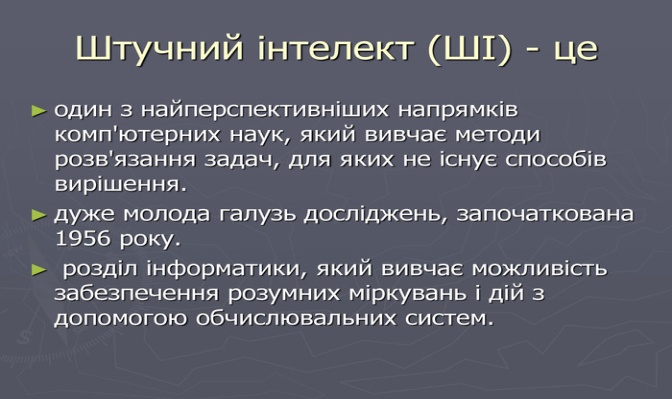 Штучний інтелект (ШІ) - це
► один з найперспективніших напрямків
комп'ютерних наук, який вивчає методи
розв'язання задач, для яких не існує способів
вирішення.
► дуже молода галузь досліджень, започаткована
1956 року.
► розділ інформатики, який вивчає можливість
забезпечення розумних міркувань і дій з
допомогою обчислювальних систем.